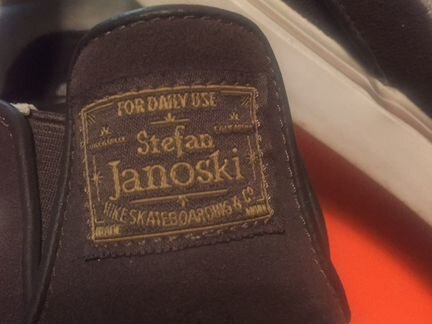 FOR DAILY USE
Stefan
Janoski
NIKE SKATEBOARDING & CO